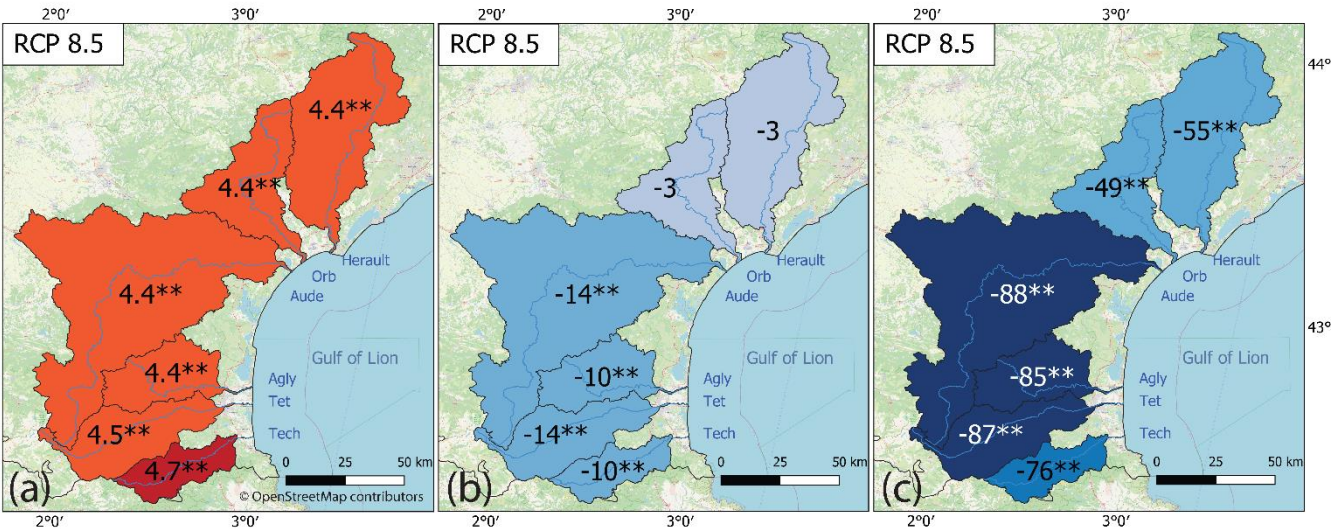 2°0′ 3°0′ 2°0′ 3°0′ 2°0′ 3°0′
RCP 8.5
4.4**
4.4**
4.4**
4.4**
4.5**
4.7**
Herault
Orb
Aude
Gulf of Lion
Agly
Tet
Tech
0 25 50 km
(a)
© OpenStreetMap contributors
RCP 8.5
-3
-3
-14**
-10**
-14**
-10**
Herault
Orb
Aude
Gulf of Lion
Agly
Tet
Tech
0 25 50 km
(b)
RCP 8.5
-55**
-49**
-88**
-85**
-87**
-76**
Herault
Orb
Aude
Gulf of Lion
Agly
Tet
Tech
0 25 50 km
(c)
44°
43°
2°0′ 3°0′ 2°0′ 3°0′ 2°0′ 3°0′